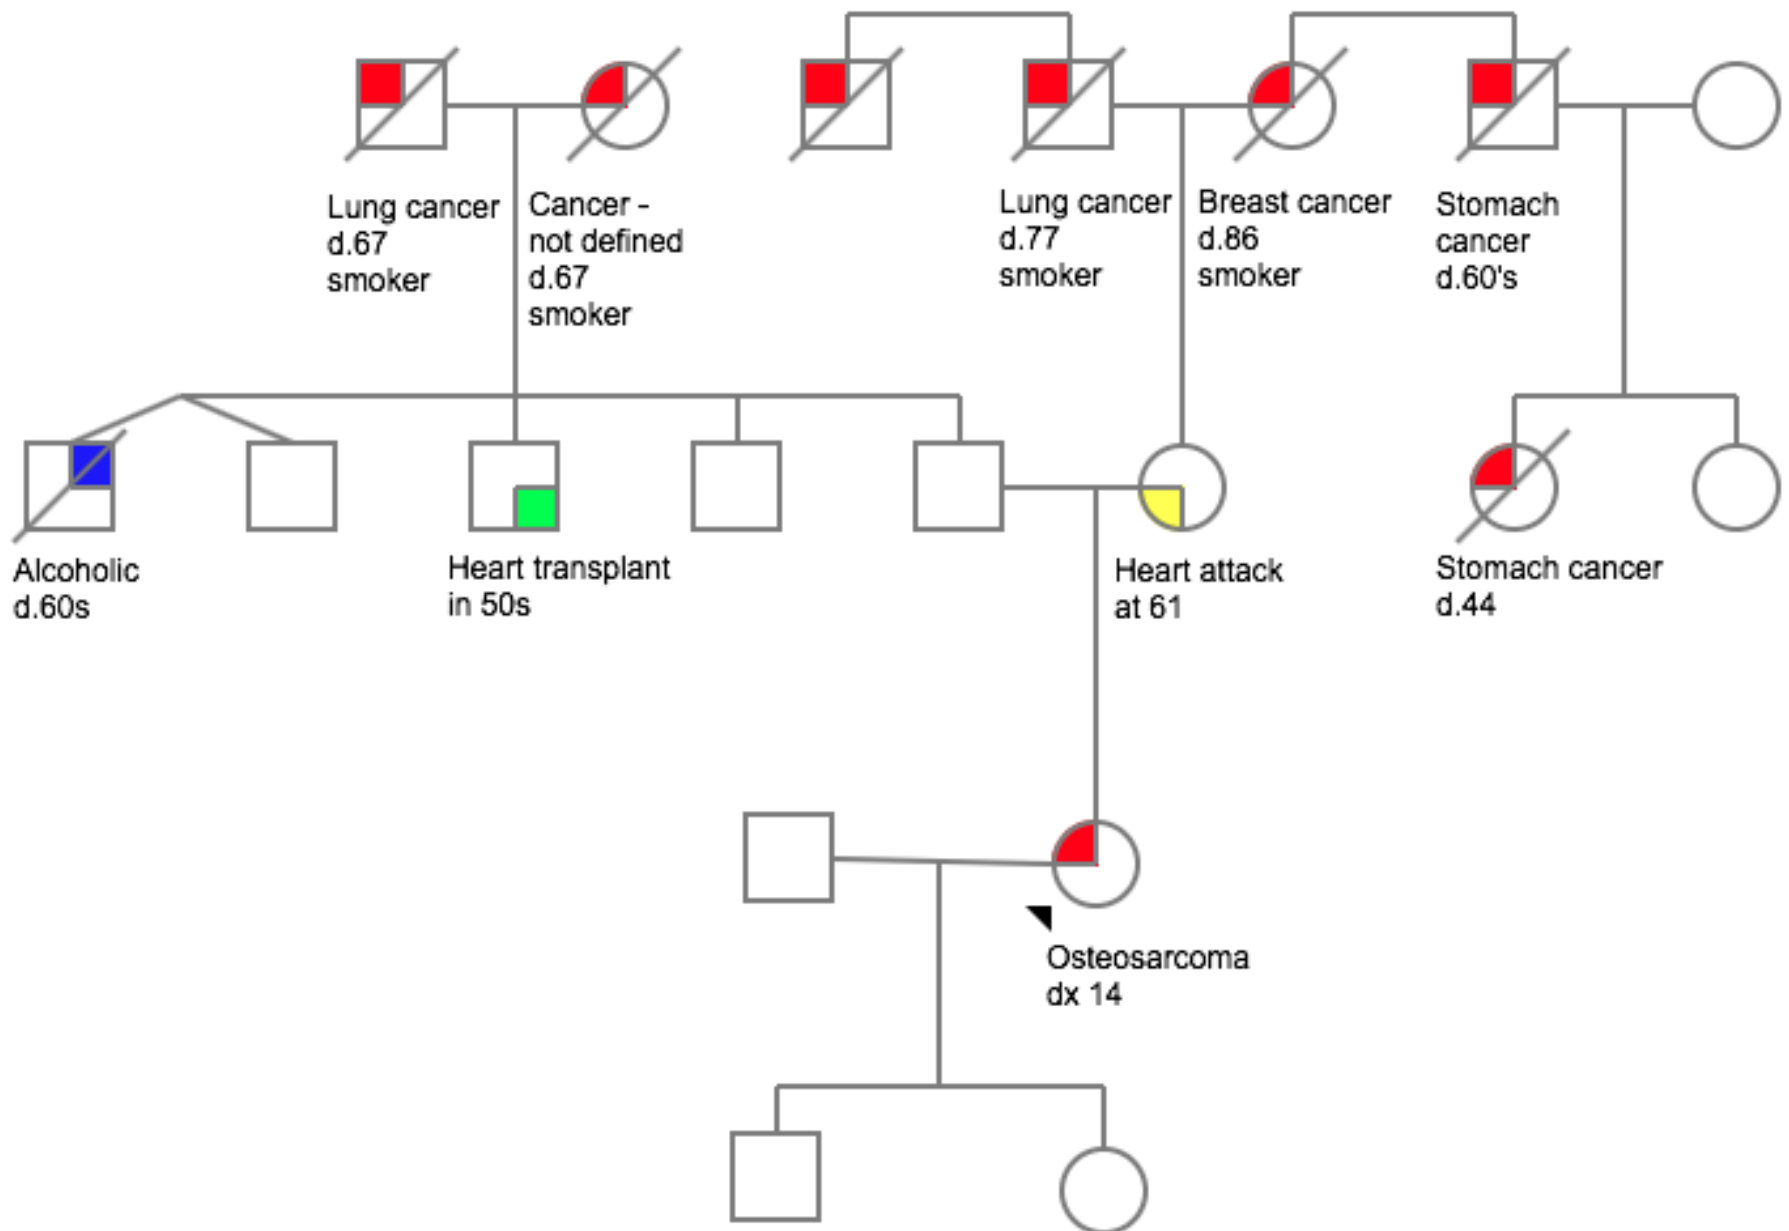 Lung cancer
d.67
smoker
Cancer -
not defined
d.67
smoker
Lung cancer
d.77
smoker
Breast cancer
d.86
smoker
Stomach
cancer
d.60's
Alcoholic
d.60s
Heart transplant
in 50s
Heart attack
at 61
Stomach cancer
d.44
Osteosarcoma
dx 14